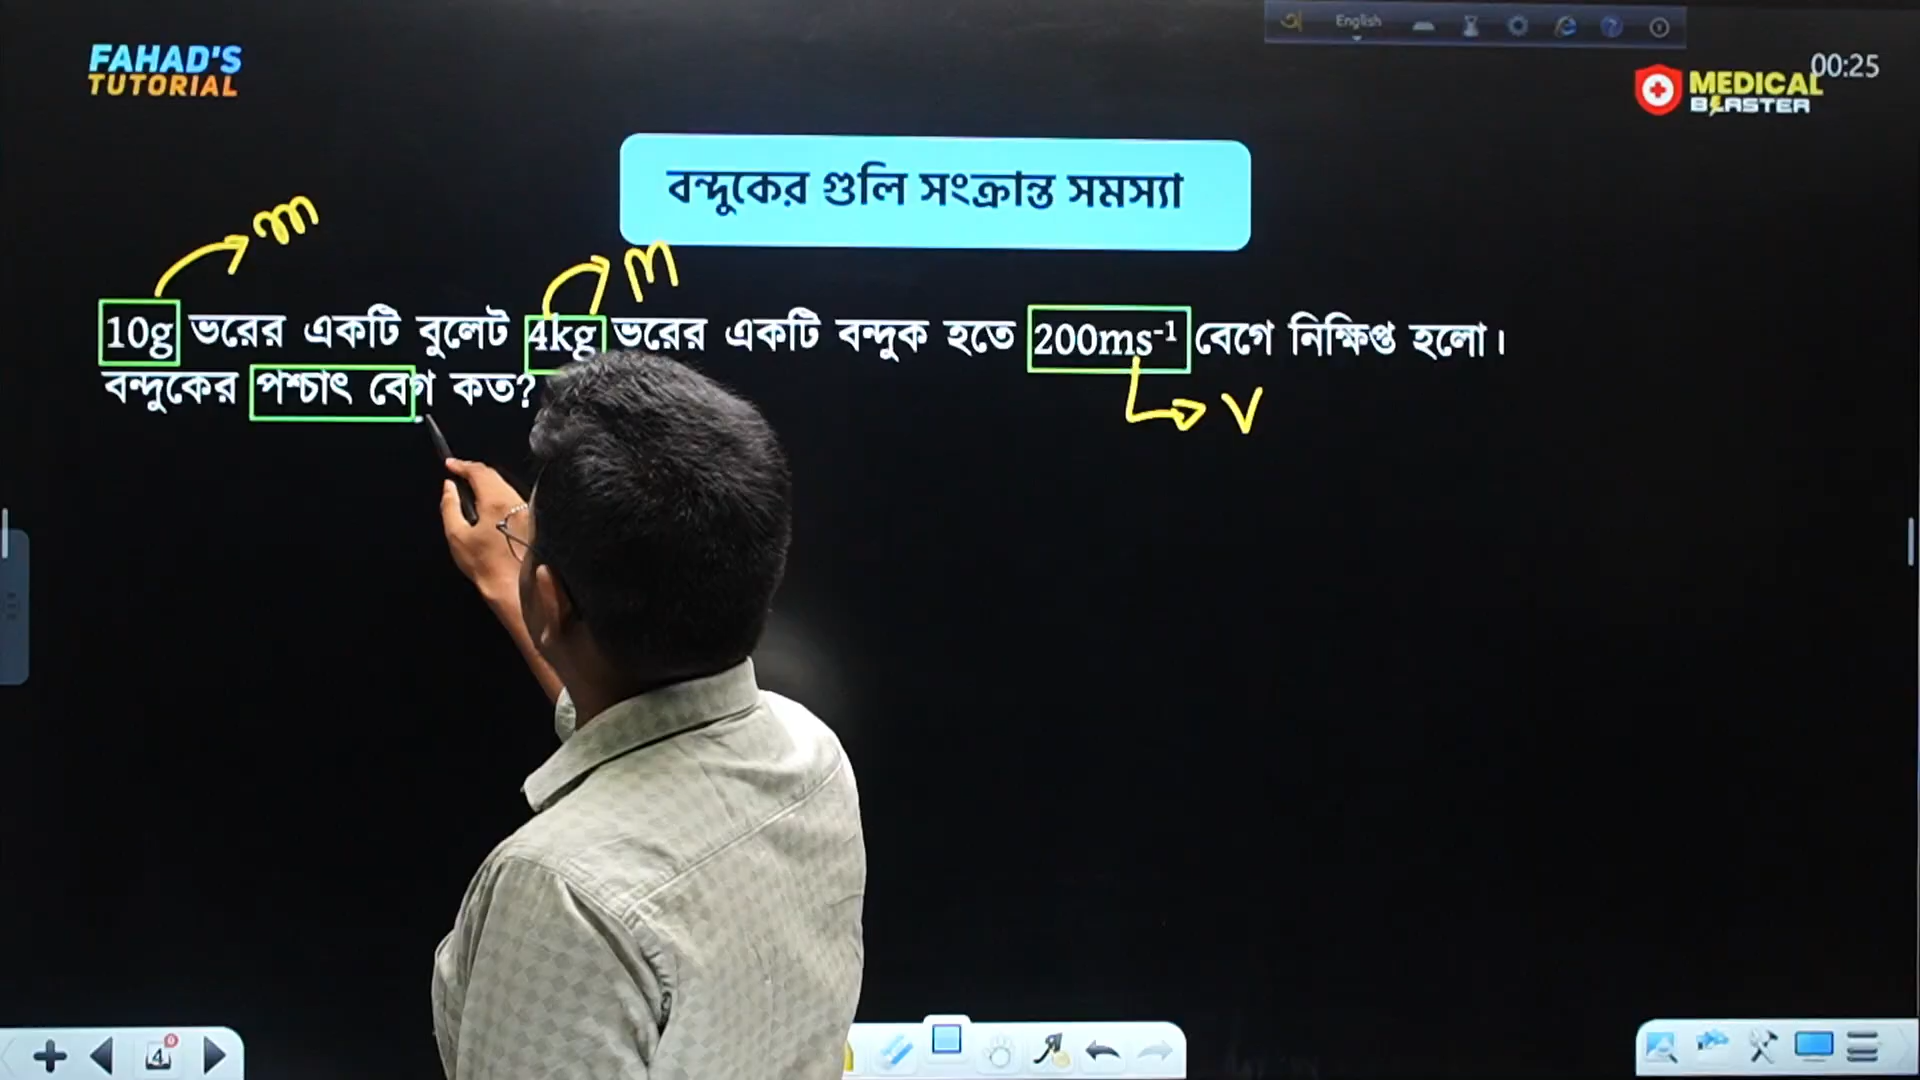 English
FAHAD'S
TUTORIAL
00:25
MEDICAL
BLASTER
বন্দুকের গুলি সংক্রান্ত সমস্যা
m
M
10g ভরের একটি বুলেট 4kg ভরের একটি বন্দুক হতে 200ms⁻¹ বেগে নিক্ষিপ্ত হলো।
বন্দুকের পশ্চাৎ বেগ কত?
V
4